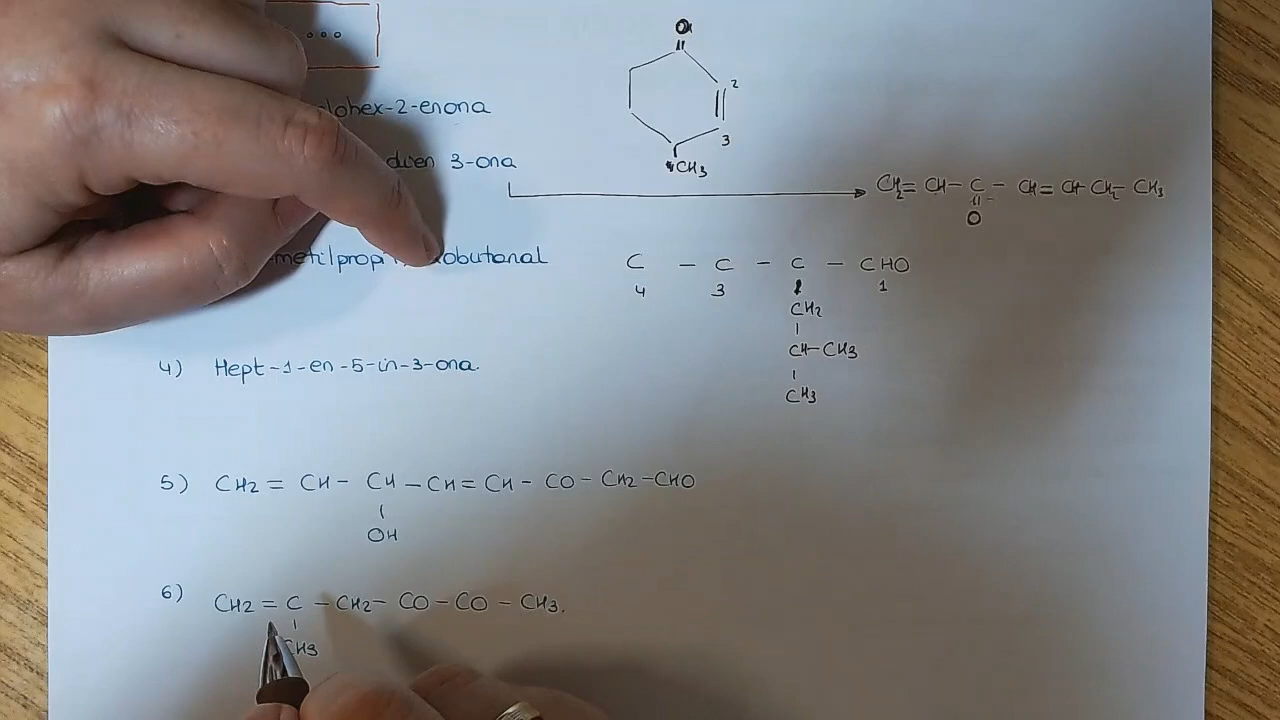 O
lohex-2-enona
2
3
CH3
dien 3-ona
CH2= CH- C - CH=CH-CH2-CH3
O
metilprop obutanal
C - C - C - CHO
4 3 1
CH2
CH-CH3
CH3
4) Hept-1-en-5-in-3-ona.
5) CH2= CH- CH -CH=CH- CO- CH2-CHO
OH
6) CH2 = C -CH2- CO-CO - CH3.
CH3